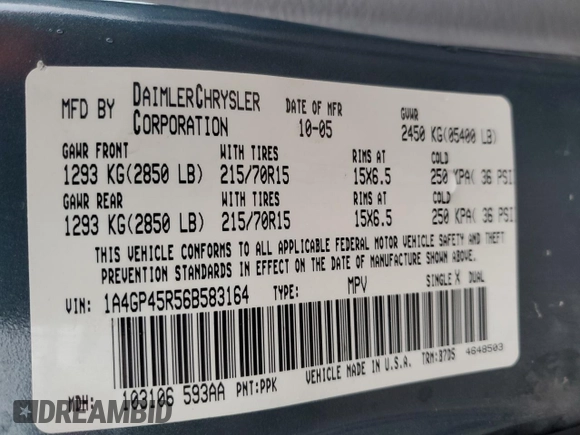 MFD BY DAIMLERCHRYSLER CORPORATION DATE OF MFR 10-05 GVWR 2450 KG(05400 LB)
GAWR FRONT WITH TIRES RIMS AT COLD
1293 KG(2850 LB) 215/70R15 15X6.5 250 KPA( 36 PSI
GAWR REAR WITH TIRES RIMS AT COLD
1293 KG(2850 LB) 215/70R15 15X6.5 250 KPA( 36 PSI
THIS VEHICLE CONFORMS TO ALL APPLICABLE FEDERAL MOTOR VEHICLE SAFETY AND THEFT
PREVENTION STANDARDS IN EFFECT ON THE DATE OF MANUFACTURE SHOWN ABOVE.
VIN: 1A4GP45R56B583164 TYPE: MPV SINGLE X DUAL
MDH: 103106 593AA PNT:PPK VEHICLE MADE IN U.S.A. TRM:B7D5 4648503
DREAMBID